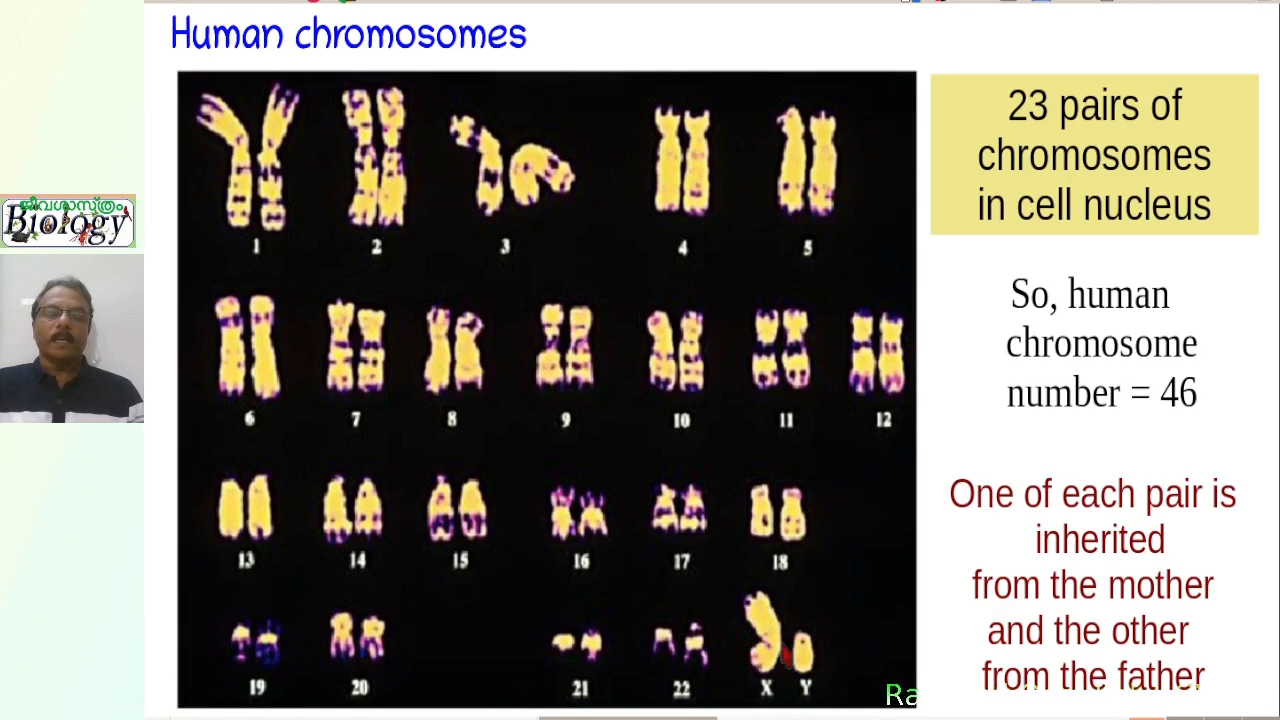 Human chromosomes
ജീവശാസ്ത്രം
Biology
1 2 3 4 5
6 7 8 9 10 11 12
13 14 15 16 17 18
19 20 21 22 X Y
23 pairs of
chromosomes
in cell nucleus
So, human
chromosome
number = 46
One of each pair is
inherited
from the mother
and the other
from the father
Ra